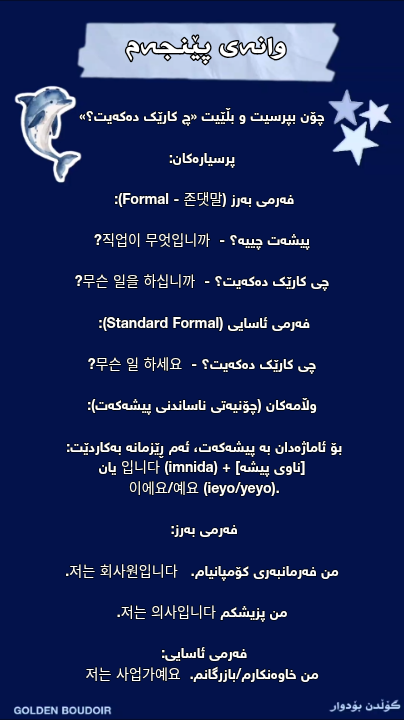 وانەی پێنجەم
چۆن بپرسیت و بڵێیت «چ کارێک دەکەیت؟»
پرسیارەکان:
فەرمی بەرز (Formal - 존댓말):
پیشەت چییە؟ - 직업이 무엇입니까?
چی کارێک دەکەیت؟ - 무슨 일을 하십니까?
فەرمی ئاسایی (Standard Formal):
چی کارێک دەکەیت؟ - 무슨 일 하세요?
وڵامەکان (چۆنیەتی ناساندنی پیشەکەت):
بۆ ئاماژەدان بە پیشەکەت، ئەم ڕێزمانە بەکاردێت:
[ناوی پیشە] + (imnida) 입니다 یان
이에요/예요 (ieyo/yeyo).
فەرمی بەرز:
من فەرمانبەری کۆمپانیام. 저는 회사원입니다.
من پزیشکم 저는 의사입니다.
فەرمی ئاسایی:
من خاوەنکارم/بازرگانم. 저는 사업가예요
GOLDEN BOUDOIR
گۆڵدن بۆدوار